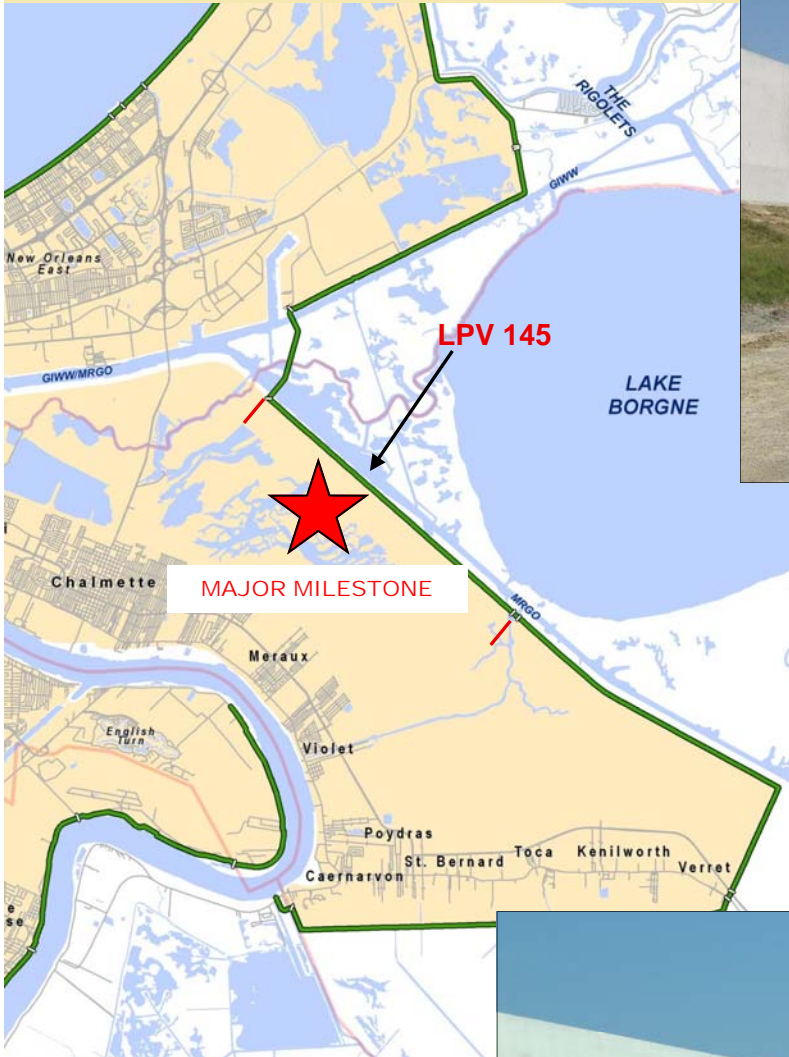 THE
RIGOLETS
GIWW
New Orleans
East
LPV 145
GIWW/MRGO
LAKE
BORGNE
Chalmette
MAJOR MILESTONE
MRGO
Meraux
English
Turn
Violet
Poydras
St. Bernard
Toca
Kenilworth
Verret
Caernarvon
e
se